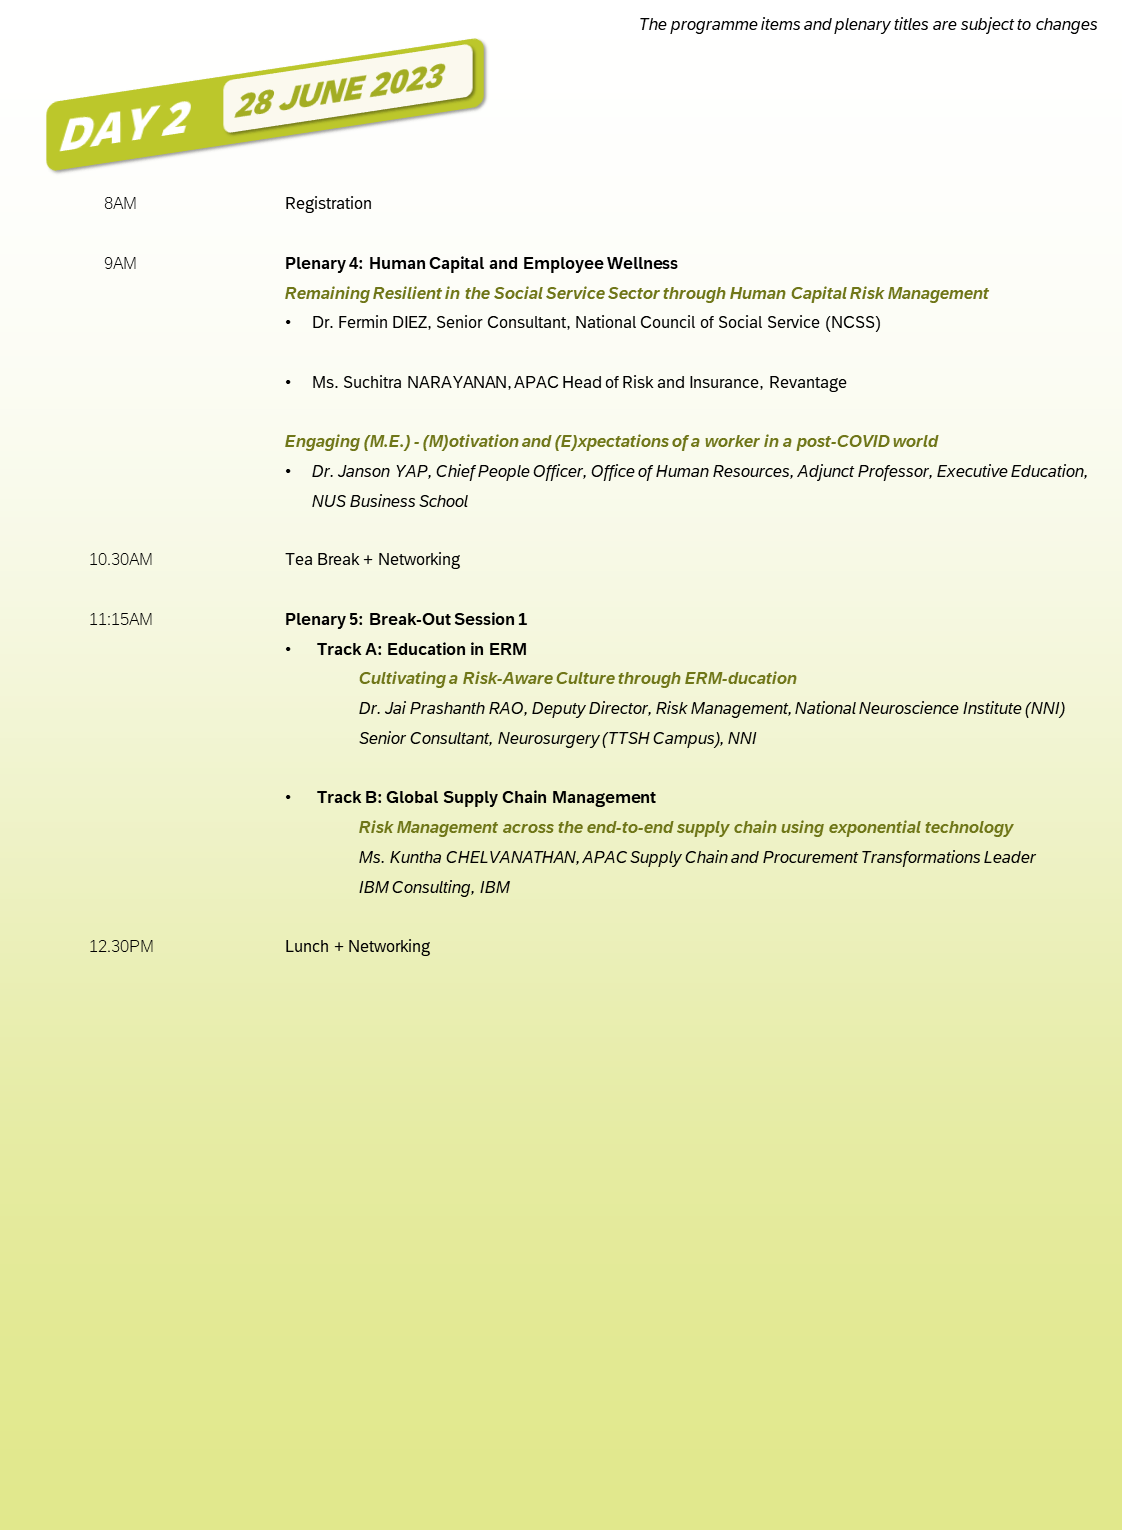 The programme items and plenary titles are subject to changes
DAY 2 28 JUNE 2023
8AM Registration
9AM Plenary 4: Human Capital and Employee Wellness
Remaining Resilient in the Social Service Sector through Human Capital Risk Management
• Dr. Fermin DIEZ, Senior Consultant, National Council of Social Service (NCSS)
• Ms. Suchitra NARAYANAN, APAC Head of Risk and Insurance, Revantage
Engaging (M.E.) - (M)otivation and (E)xpectations of a worker in a post-COVID world
• Dr. Janson YAP, Chief People Officer, Office of Human Resources, Adjunct Professor, Executive Education,
NUS Business School
10.30AM Tea Break + Networking
11:15AM Plenary 5: Break-Out Session 1
• Track A: Education in ERM
Cultivating a Risk-Aware Culture through ERM-ducation
Dr. Jai Prashanth RAO, Deputy Director, Risk Management, National Neuroscience Institute (NNI)
Senior Consultant, Neurosurgery (TTSH Campus), NNI
• Track B: Global Supply Chain Management
Risk Management across the end-to-end supply chain using exponential technology
Ms. Kuntha CHELVANATHAN, APAC Supply Chain and Procurement Transformations Leader
IBM Consulting, IBM
12.30PM Lunch + Networking